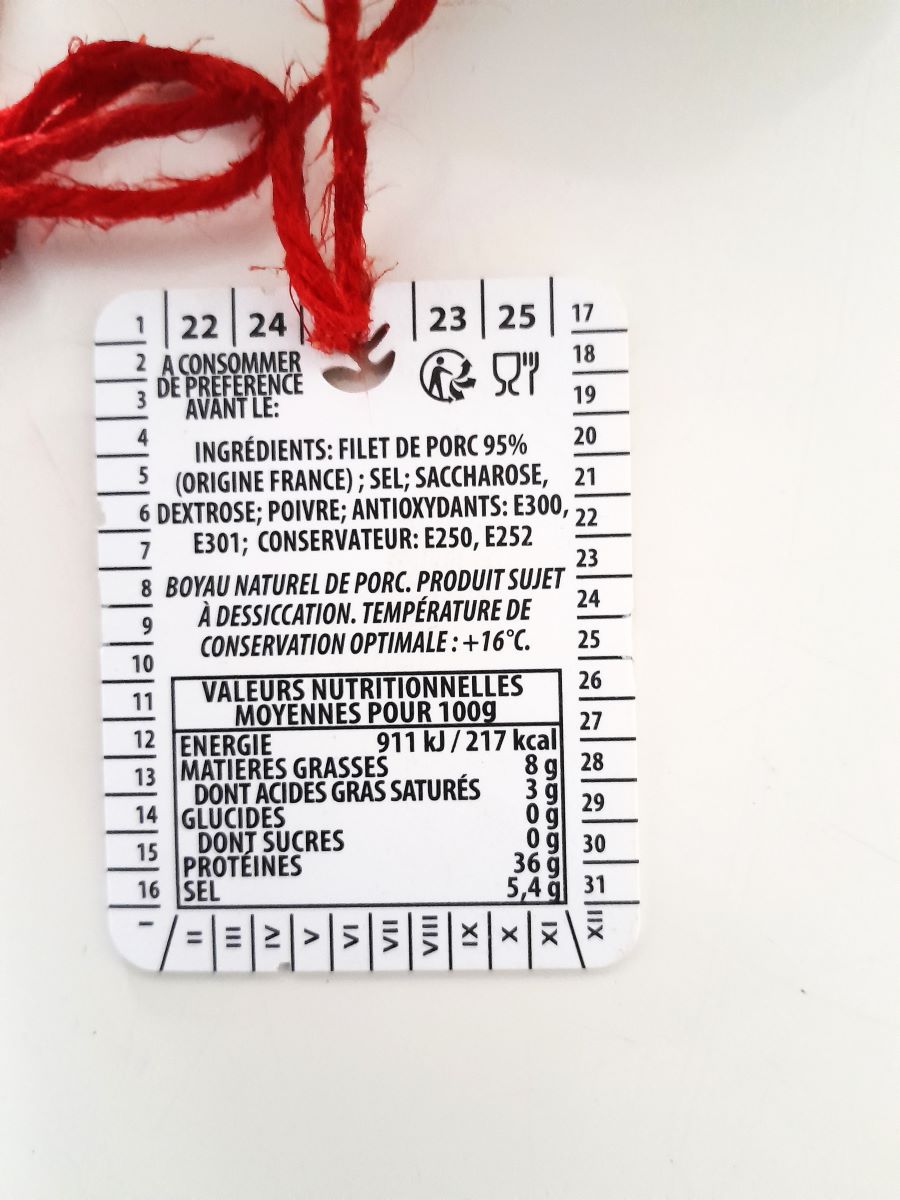 22 24 23 25
A CONSOMMER
DE PREFERENCE
AVANT LE:
INGRÉDIENTS: FILET DE PORC 95%
(ORIGINE FRANCE) ; SEL; SACCHAROSE,
DEXTROSE; POIVRE; ANTIOXYDANTS: E300,
E301; CONSERVATEUR: E250, E252
BOYAU NATUREL DE PORC. PRODUIT SUJET
À DESSICCATION. TEMPÉRATURE DE
CONSERVATION OPTIMALE : +16°C.
VALEURS NUTRITIONNELLES
MOYENNES POUR 100g
ENERGIE 911 kJ / 217 kcal
MATIERES GRASSES 8 g
DONT ACIDES GRAS SATURÉS 3 g
GLUCIDES 0 g
DONT SUCRES 0 g
PROTÉINES 36 g
SEL 5,4 g
1
2
3
4
5
6
7
8
9
10
11
12
13
14
15
16
17
18
19
20
21
22
23
24
25
26
27
28
29
30
31
I II III IV V VI VII VIII IX X XI XII